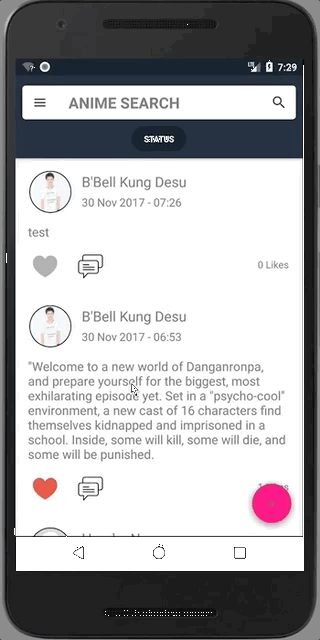 7:29
ANIME SEARCH
STATUS
B'Bell Kung Desu
30 Nov 2017 - 07:26
test
0 Likes
B'Bell Kung Desu
30 Nov 2017 - 06:53
"Welcome to a new world of Danganronpa,
and prepare yourself for the biggest, most
exhilarating episode yet. Set in a "psycho-cool"
environment, a new cast of 16 characters find
themselves kidnapped and imprisoned in a
school. Inside, some will kill, some will die, and
some will be punished.